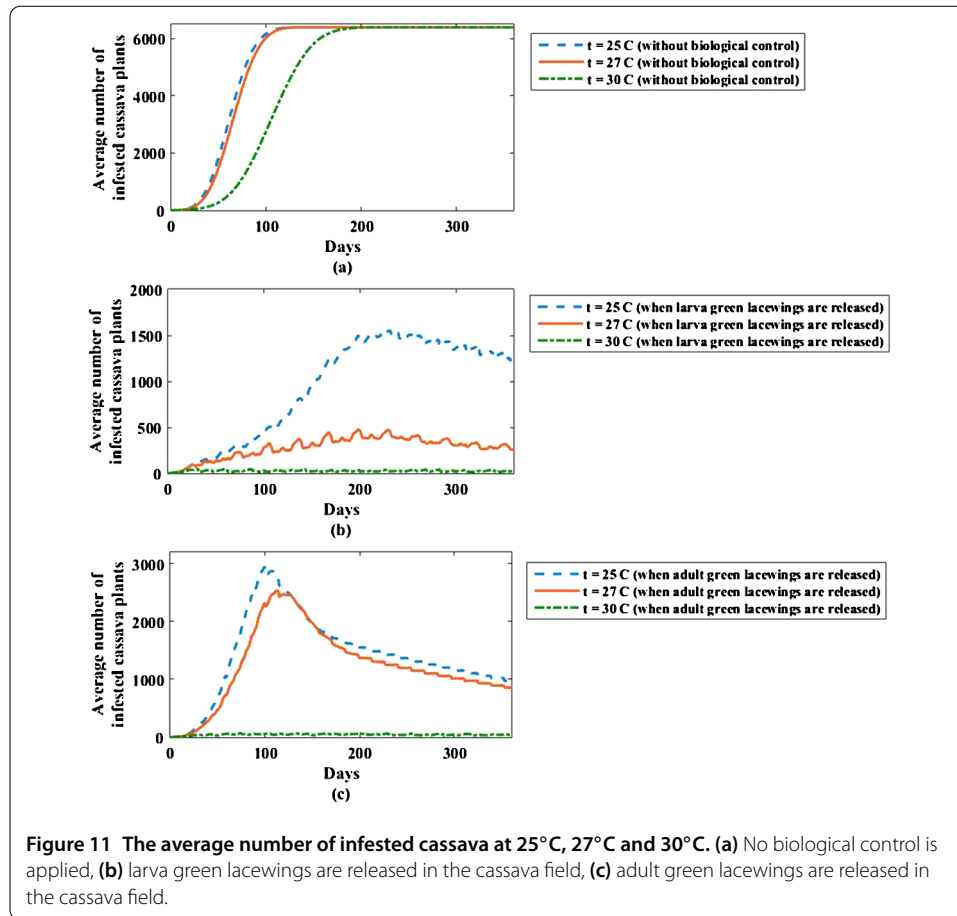 6000
4000
2000
0
Average number of
infested cassava plants
0 100 200 300
Days
(a)
t = 25 C (without biological control)
t = 27 C (without biological control)
t = 30 C (without biological control)
2000
1500
1000
500
0
Average number of
infested cassava plants
0 100 200 300
Days
(b)
t = 25 C (when larva green lacewings are released)
t = 27 C (when larva green lacewings are released)
t = 30 C (when larva green lacewings are released)
3000
2000
1000
0
Average number of
infested cassava plants
0 100 200 300
Days
(c)
t = 25 C (when adult green lacewings are released)
t = 27 C (when adult green lacewings are released)
t = 30 C (when adult green lacewings are released)
Figure 11 The average number of infested cassava at 25°C, 27°C and 30°C. (a) No biological control is
applied, (b) larva green lacewings are released in the cassava field, (c) adult green lacewings are released in
the cassava field.